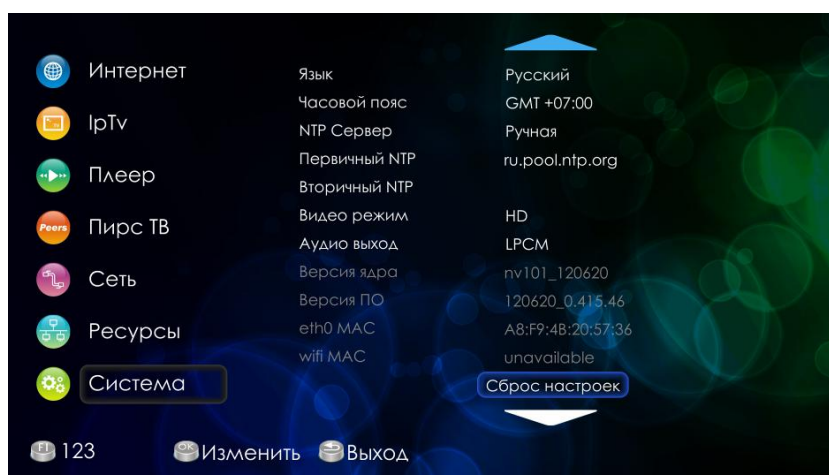 Интернет
IpTv
Плеер
Peers Пирс ТВ
Сеть
Ресурсы
Система
Язык Русский
Часовой пояс GMT +07:00
NTP Сервер Ручная
Первичный NTP ru.pool.ntp.org
Вторичный NTP
Видео режим HD
Аудио выход LPCM
Версия ядра nv101_120620
Версия ПО 120620_0.415.46
eth0 MAC A8:F9:4B:20:57:36
wifi MAC unavailable
Сброс настроек
F1 123 OK Изменить Выход